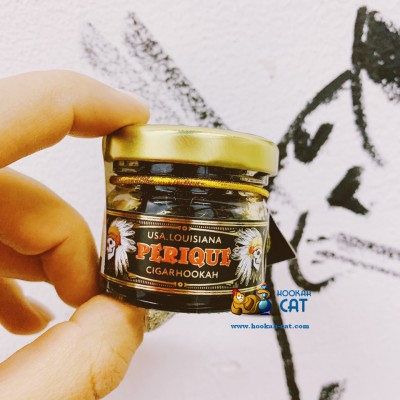 USA.LOUISIANA
PERIQUE
CIGARHOOKAH
HOOKAH
CAT
www.hookahcat.com